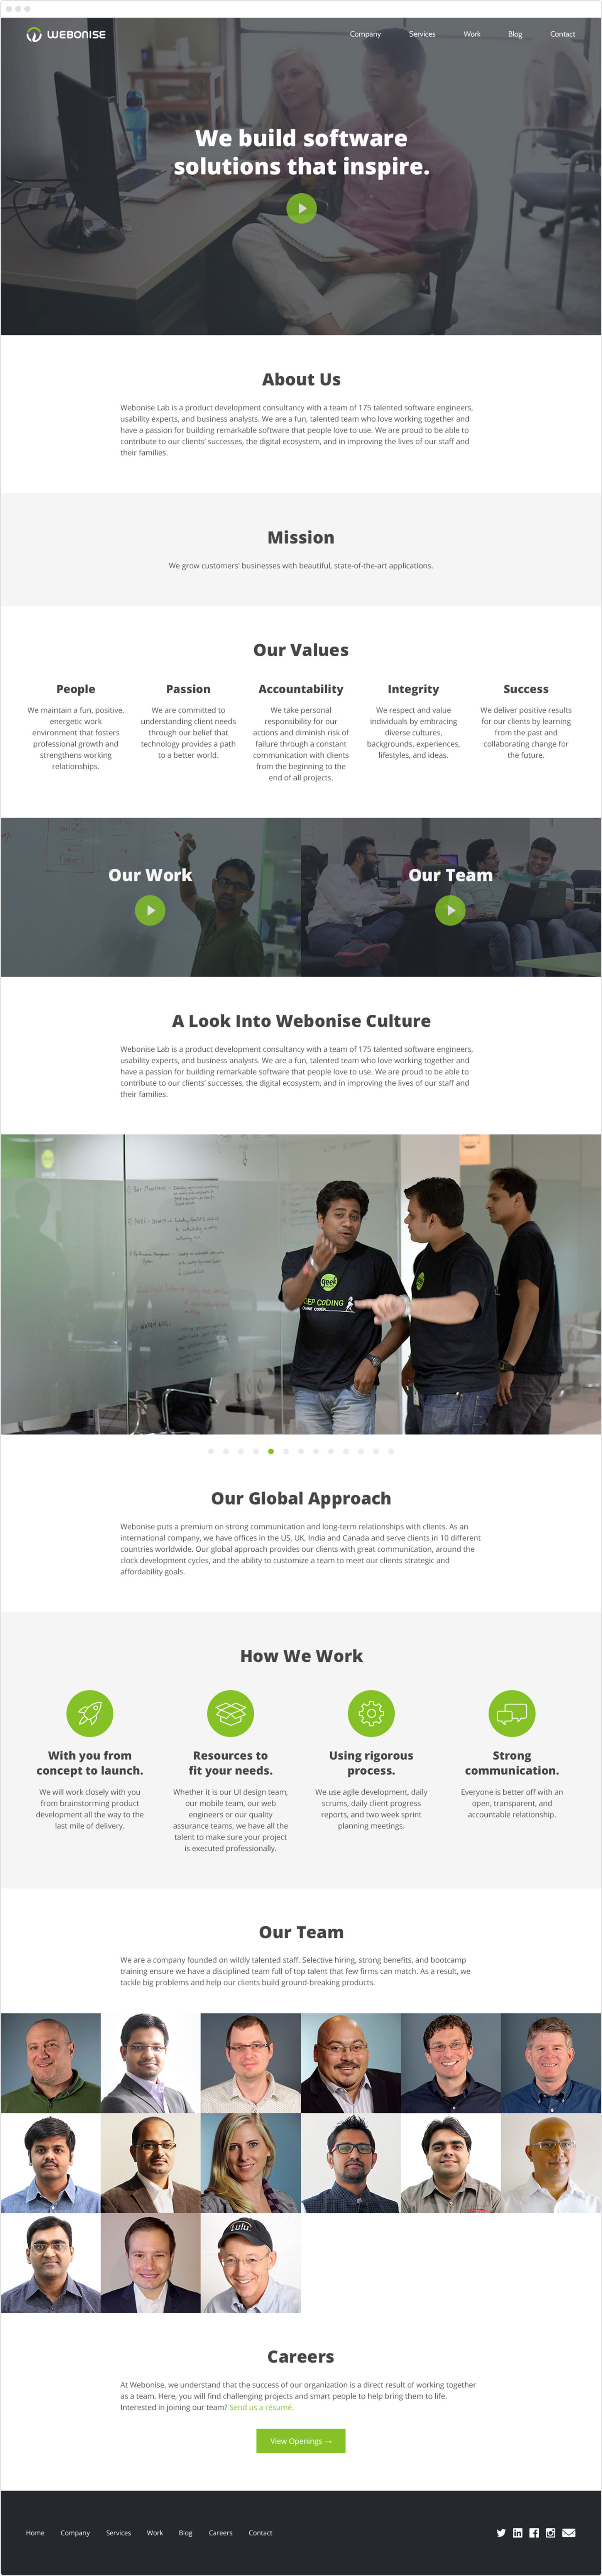 WEBONISE
Company Services Work Blog Contact
We build software
solutions that inspire.
About Us
Webonise Lab is a product development consultancy with a team of 175 talented software engineers,
usability experts, and business analysts. We are a fun, talented team who love working together and
have a passion for building remarkable software that people love to use. We are proud to be able to
contribute to our clients' successes, the digital ecosystem, and in improving the lives of our staff and
their families.
Mission
We grow customers' businesses with beautiful, state-of-the-art applications.
Our Values
People
We maintain a fun, positive,
energetic work
environment that fosters
professional growth and
strengthens working
relationships.
Passion
We are committed to
understanding client needs
through our belief that
technology provides a path
to a better world.
Accountability
We take personal
responsibility for our
actions and diminish risk of
failure through a constant
communication with clients
from the beginning to the
end of all projects.
Integrity
We respect and value
individuals by embracing
diverse cultures,
backgrounds, experiences,
lifestyles, and ideas.
Success
We deliver positive results
for our clients by learning
from the past and
collaborating change for
the future.
Our Work
Our Team
A Look Into Webonise Culture
Webonise Lab is a product development consultancy with a team of 175 talented software engineers,
usability experts, and business analysts. We are a fun, talented team who love working together and
have a passion for building remarkable software that people love to use. We are proud to be able to
contribute to our clients' successes, the digital ecosystem, and in improving the lives of our staff and
their families.
geek
EEP CODING
Our Global Approach
Webonise puts a premium on strong communication and long-term relationships with clients. As an
international company, we have offices in the US, UK, India and Canada and serve clients in 10 different
countries worldwide. Our global approach provides our clients with great communication, around the
clock development cycles, and the ability to customize a team to meet our clients strategic and
affordability goals.
How We Work
With you from
concept to launch.
We will work closely with you
from brainstorming product
development all the way to the
last mile of delivery.
Resources to
fit your needs.
Whether it is our UI design team,
our mobile team, our web
engineers or our quality
assurance teams, we have all the
talent to make sure your project
is executed professionally.
Using rigorous
process.
We use agile development, daily
scrums, daily client progress
reports, and two week sprint
planning meetings.
Strong
communication.
Everyone is better off with an
open, transparent, and
accountable relationship.
Our Team
We are a company founded on wildly talented staff. Selective hiring, strong benefits, and bootcamp
training ensure we have a disciplined team full of top talent that few firms can match. As a result, we
tackle big problems and help our clients build ground-breaking products.
Lulu
Careers
At Webonise, we understand that the success of our organization is a direct result of working together
as a team. Here, you will find challenging projects and smart people to help bring them to life.
Interested in joining our team? Send us a résumé.
View Openings →
Home Company Services Work Blog Careers Contact